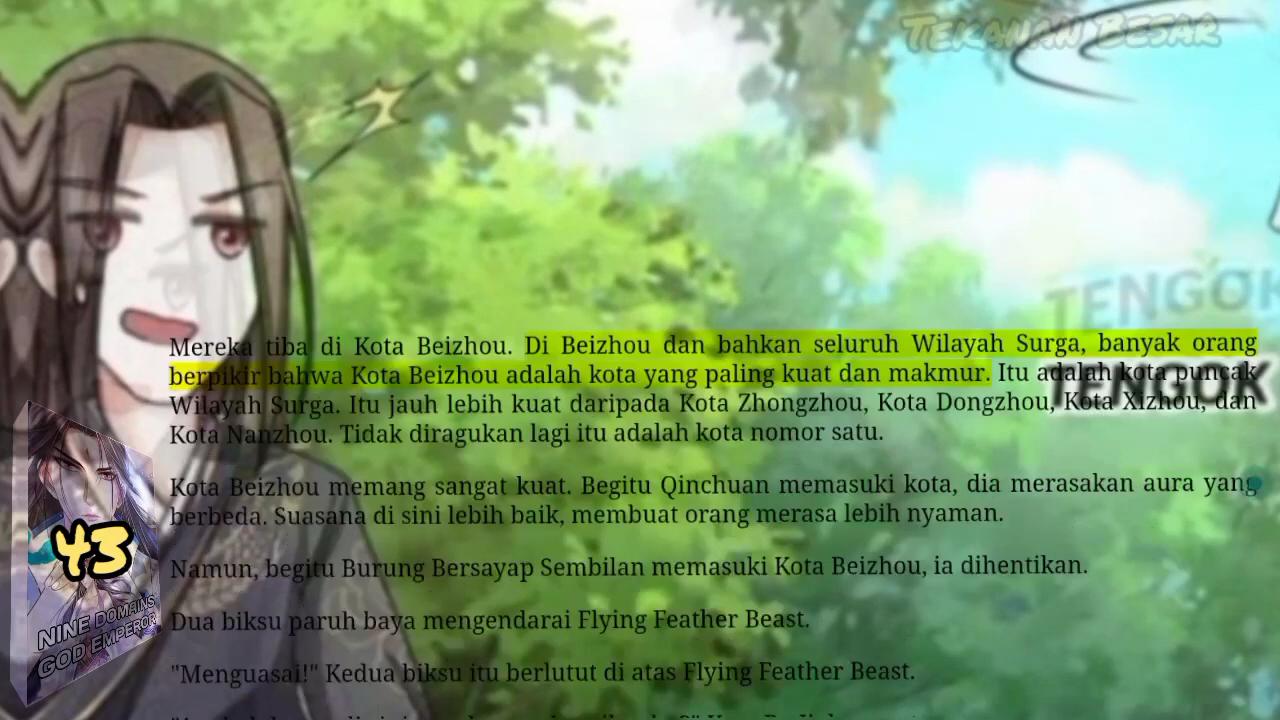 Tekanan Besar
TENGOK
TENGUK
Mereka tiba di Kota Beizhou. Di Beizhou dan bahkan seluruh Wilayah Surga, banyak orang
berpikir bahwa Kota Beizhou adalah kota yang paling kuat dan makmur. Itu adalah kota puncak
Wilayah Surga. Itu jauh lebih kuat daripada Kota Zhongzhou, Kota Dongzhou, Kota Xizhou, dan
Kota Nanzhou. Tidak diragukan lagi itu adalah kota nomor satu.
Kota Beizhou memang sangat kuat. Begitu Qinchuan memasuki kota, dia merasakan aura yang
berbeda. Suasana di sini lebih baik, membuat orang merasa lebih nyaman.
Namun, begitu Burung Bersayap Sembilan memasuki Kota Beizhou, ia dihentikan.
Dua biksu paruh baya mengendarai Flying Feather Beast.
"Menguasai!" Kedua biksu itu berlutut di atas Flying Feather Beast.
43
NINE DOMAINS
GOD EMPEROR